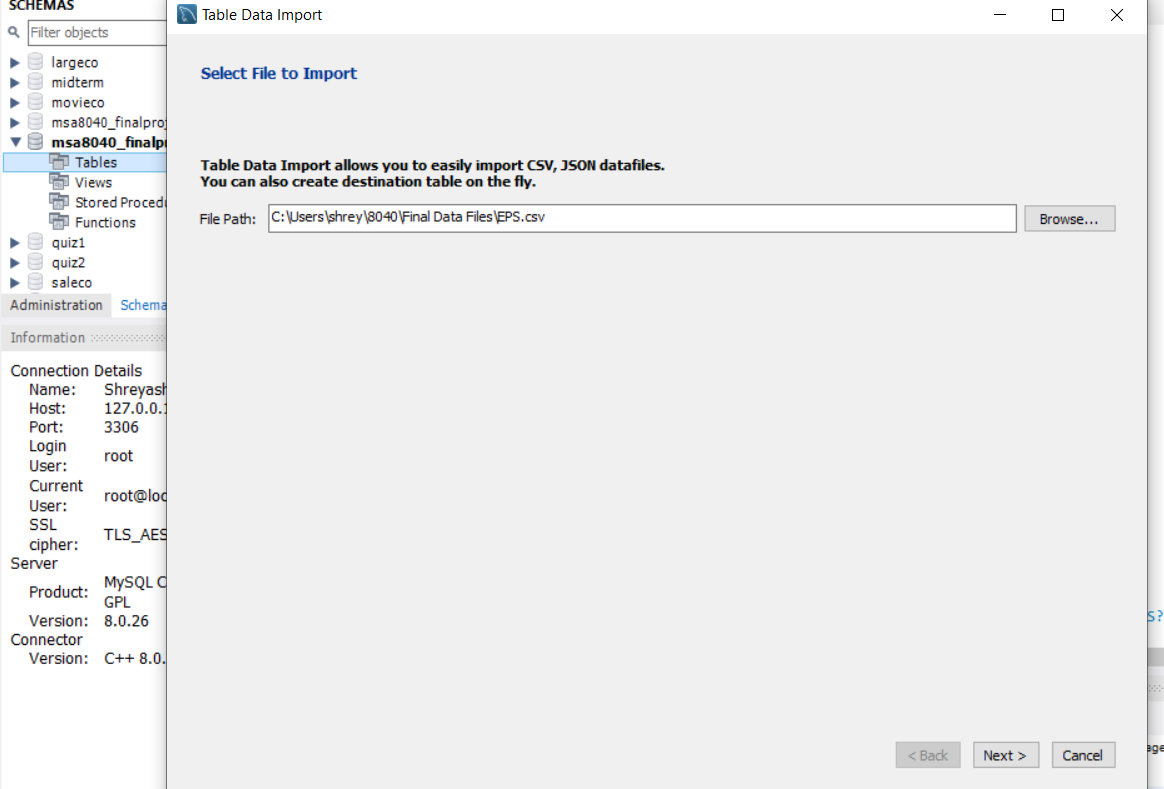 SCHEMAS
Filter objects
largeco
midterm
movieco
msa8040_finalproj
msa8040_finalpr
Tables
Views
Stored Procedu
Functions
quiz1
quiz2
saleco
Administration Schema
Information
Connection Details
Name: Shreyash
Host: 127.0.0.1
Port: 3306
Login User: root
Current User: root@loc
SSL cipher: TLS_AES
Server
Product: MySQL C
GPL
Version: 8.0.26
Connector
Version: C++ 8.0.
Table Data Import
Select File to Import
Table Data Import allows you to easily import CSV, JSON datafiles.
You can also create destination table on the fly.
File Path: C:\Users\shrey\8040\Final Data Files\EPS.csv Browse...
< Back Next > Cancel
s?
age